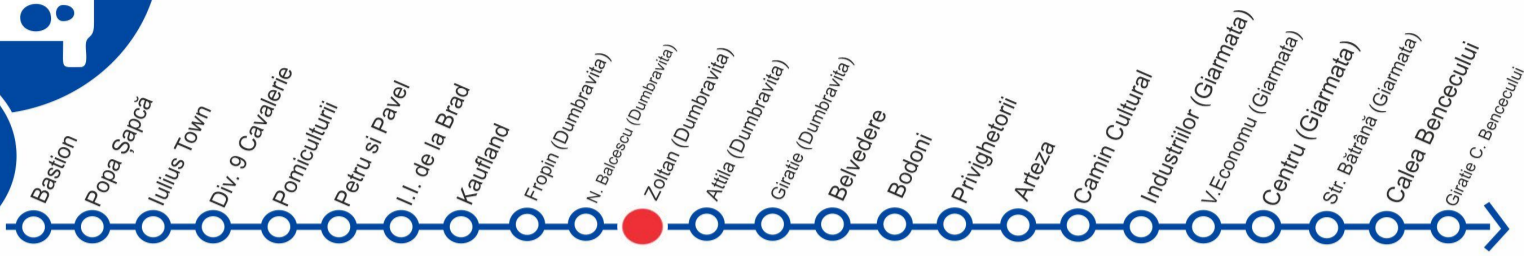 Bastion
Popa Șapcă
Iulius Town
Div. 9 Cavalerie
Pomiculturii
Petru si Pavel
I.I. de la Brad
Kaufland
Fropin (Dumbravita)
N. Balcescu (Dumbravita)
Zoltan (Dumbravita)
Attila (Dumbravita)
Giratie (Dumbravita)
Belvedere
Bodoni
Privighetorii
Arteza
Camin Cultural
Industriilor (Giarmata)
V.Economu (Giarmata)
Centru (Giarmata)
Str. Bătrână (Giarmata)
Calea Bencecului
Giratie C. Bencecului